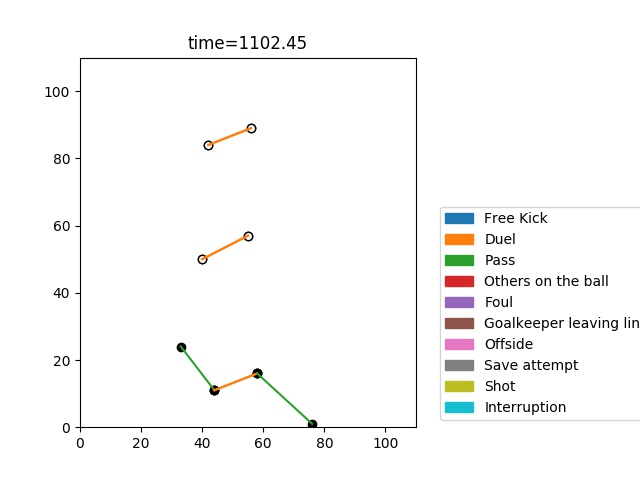 time=1102.45
100
80
60
40
20
0
0 20 40 60 80 100
Free Kick
Duel
Pass
Others on the ball
Foul
Goalkeeper leaving lin
Offside
Save attempt
Shot
Interruption